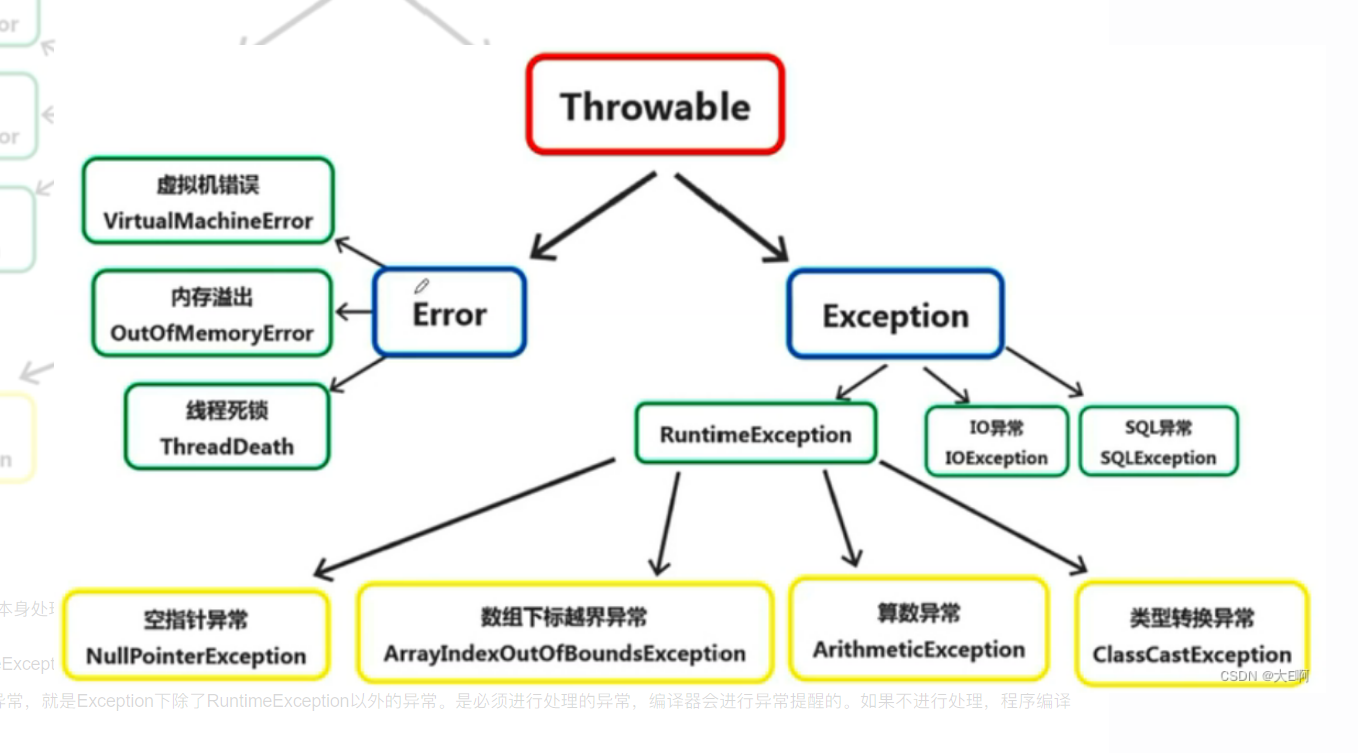 or
or
n
Throwable
虚拟机错误
VirtualMachineError
内存溢出
OutOfMemoryError
线程死锁
ThreadDeath
Error
Exception
RuntimeException
IO异常
IOException
SQL异常
SQLException
空指针异常
NullPointerException
数组下标越界异常
ArrayIndexOutOfBoundsException
算数异常
ArithmeticException
类型转换异常
ClassCastException
CSDN @大E啊
本身处
Except
异常，就是Exception下除了RuntimeException以外的异常。是必须进行处理的异常，编译器会进行异常提醒的。如果不进行处理，程序编译